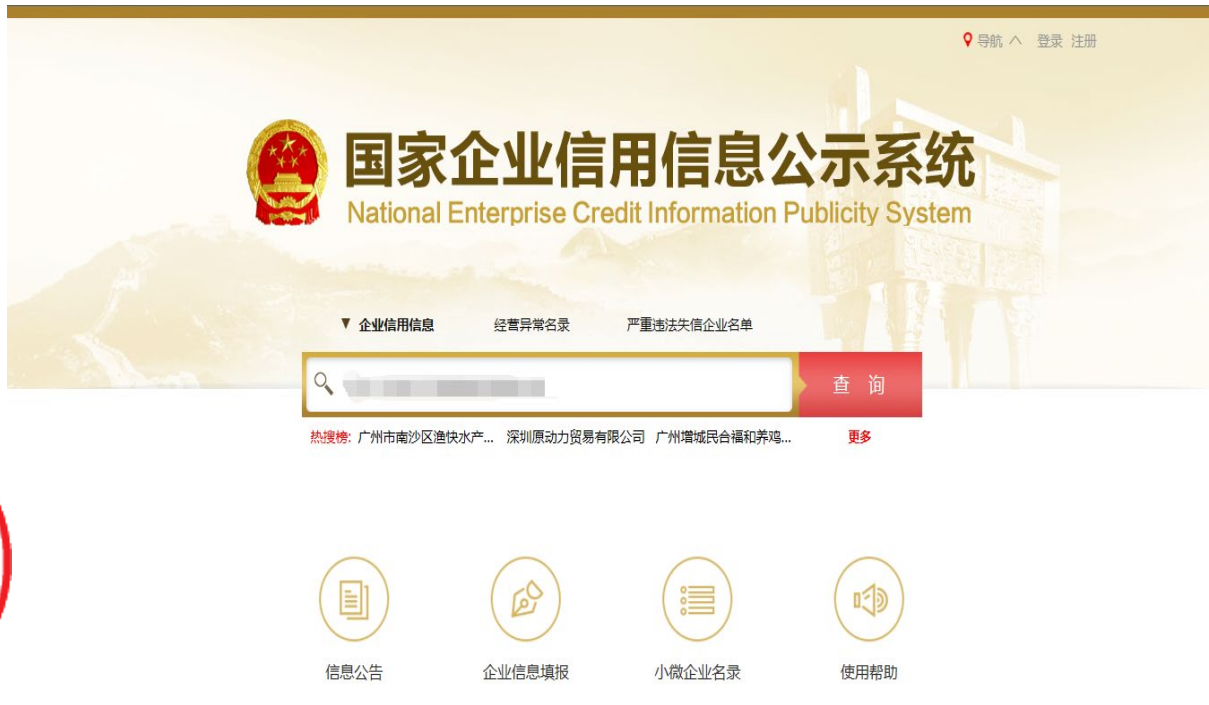 导航 登录 注册
国家企业信用信息公示系统
National Enterprise Credit Information Publicity System
企业信用信息 经营异常名录 严重违法失信企业名单
查 询
热搜榜: 广州市南沙区渔快水产... 深圳原动力贸易有限公司 广州增城民合福和养鸡... 更多
信息公告 企业信息填报 小微企业名录 使用帮助